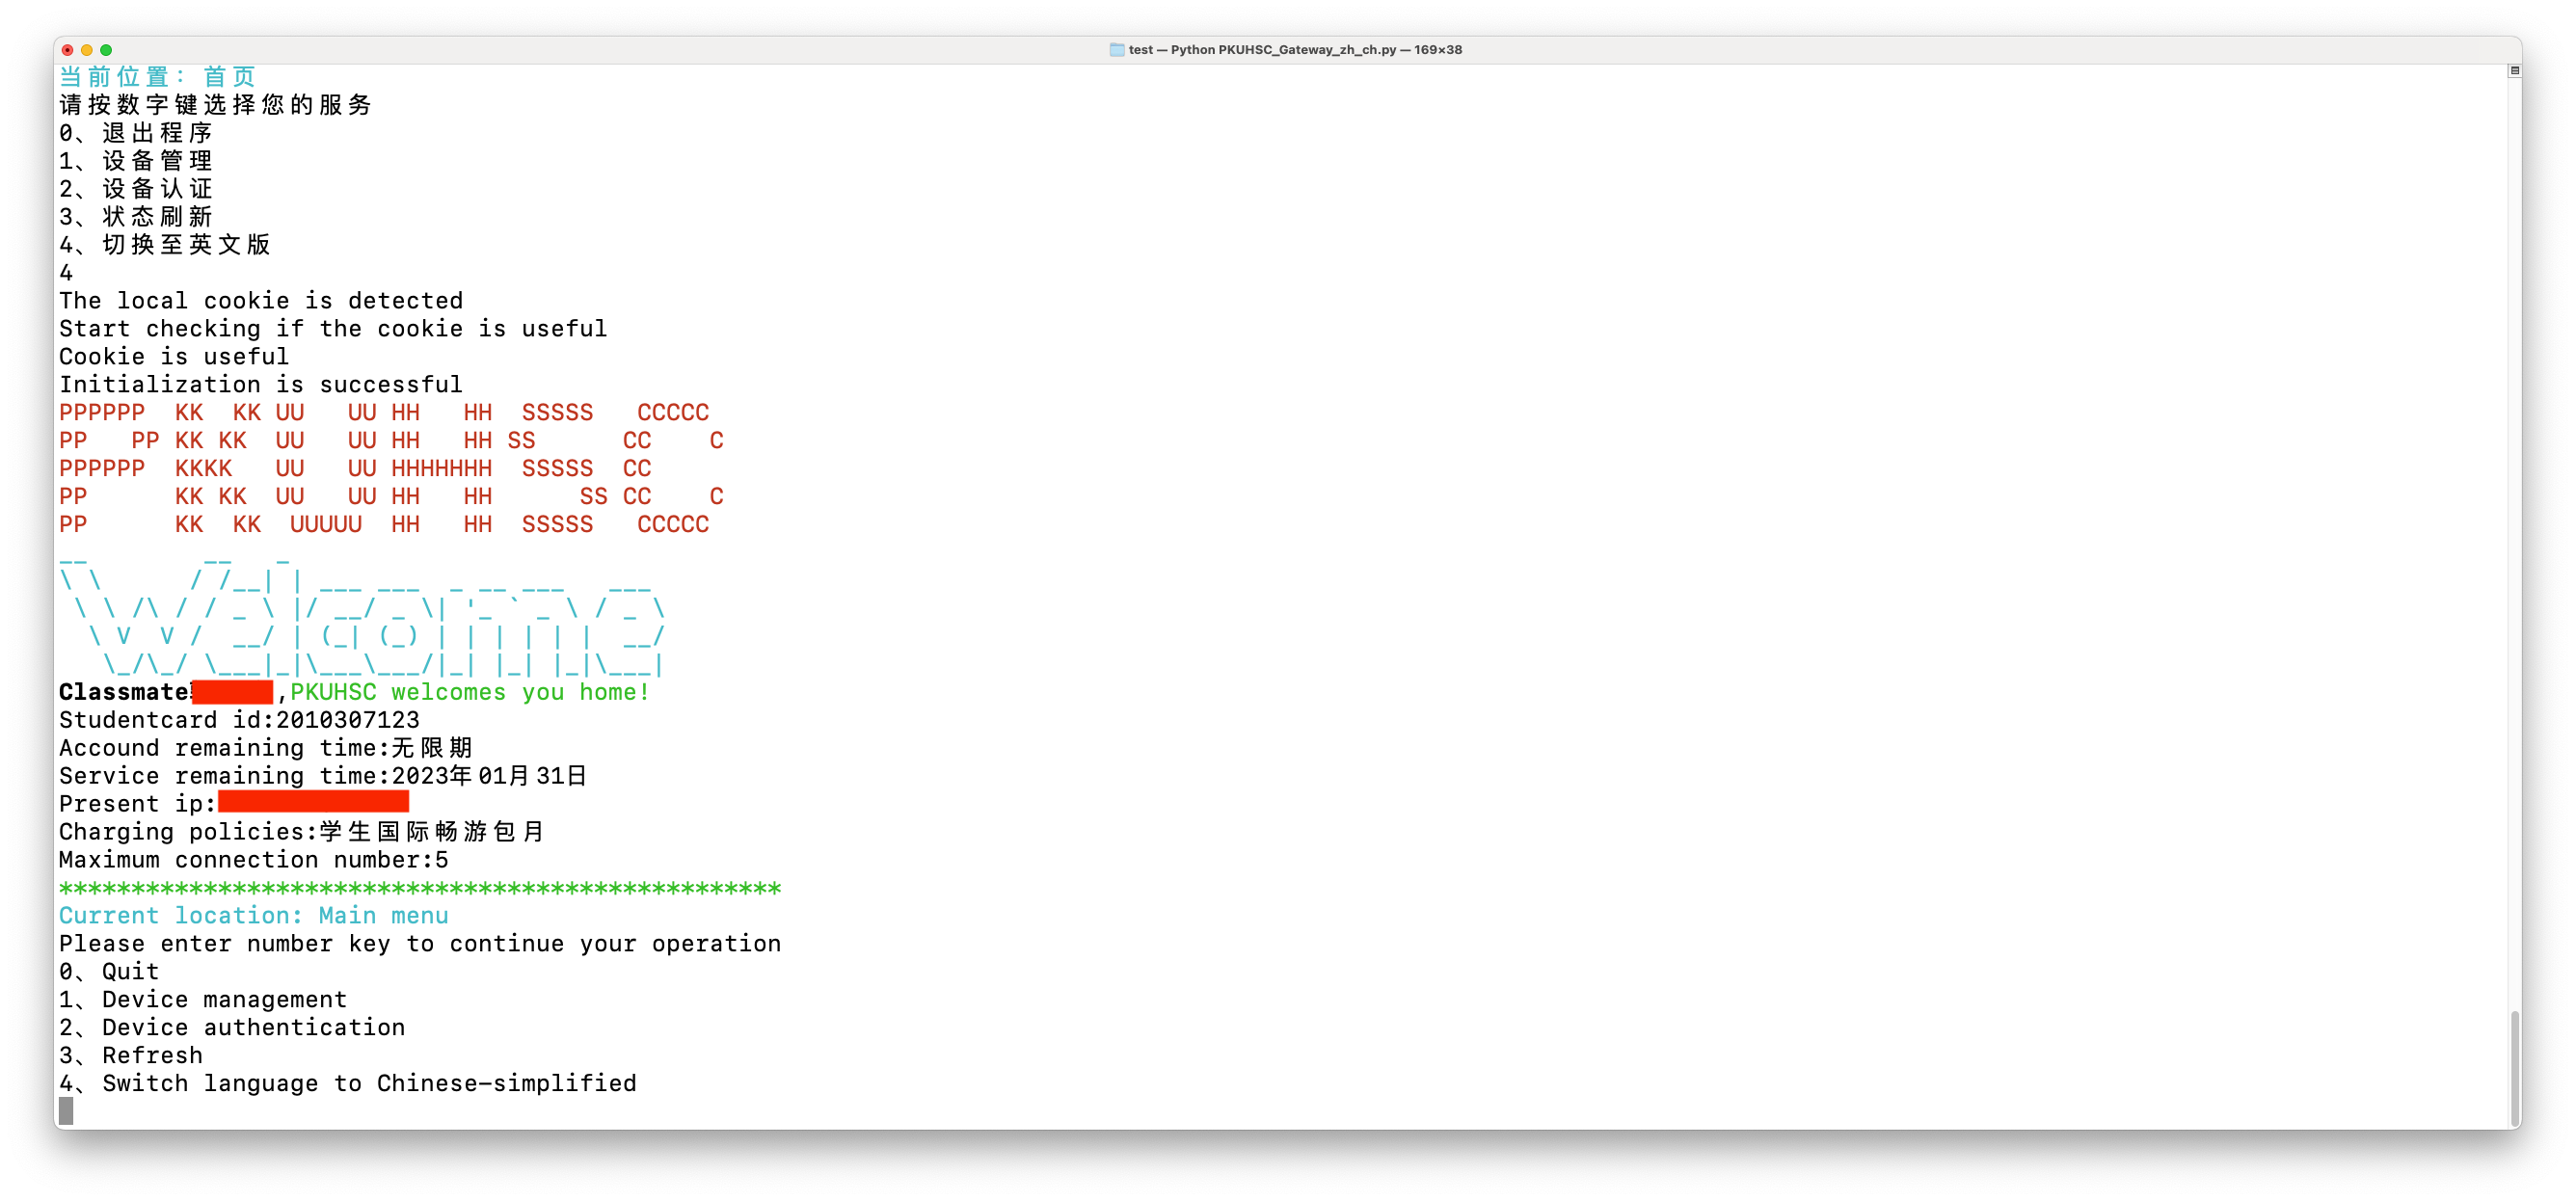 test — Python PKUHSC_Gateway_zh_ch.py — 169×38
当前位置：首页
请按数字键选择您的服务
0、退出程序
1、设备管理
2、设备认证
3、状态刷新
4、切换至英文版
4
The local cookie is detected
Start checking if the cookie is useful
Cookie is useful
Initialization is successful
PPPPPP  KK  KK UU   UU HH   HH  SSSSS   CCCCC
PP   PP KK KK  UU   UU HH   HH SS      CC    C
PPPPPP  KKKK   UU   UU HHHHHHH  SSSSS  CC
PP      KK KK  UU   UU HH   HH      SS CC    C
PP      KK  KK  UUUUU  HH   HH  SSSSS   CCCCC
Welcome
Classmate ,PKUHSC welcomes you home!
Studentcard id:2010307123
Accound remaining time:无限期
Service remaining time:2023年01月31日
Present ip:
Charging policies:学生国际畅游包月
Maximum connection number:5
**************************************************
Current location: Main menu
Please enter number key to continue your operation
0、Quit
1、Device management
2、Device authentication
3、Refresh
4、Switch language to Chinese-simplified